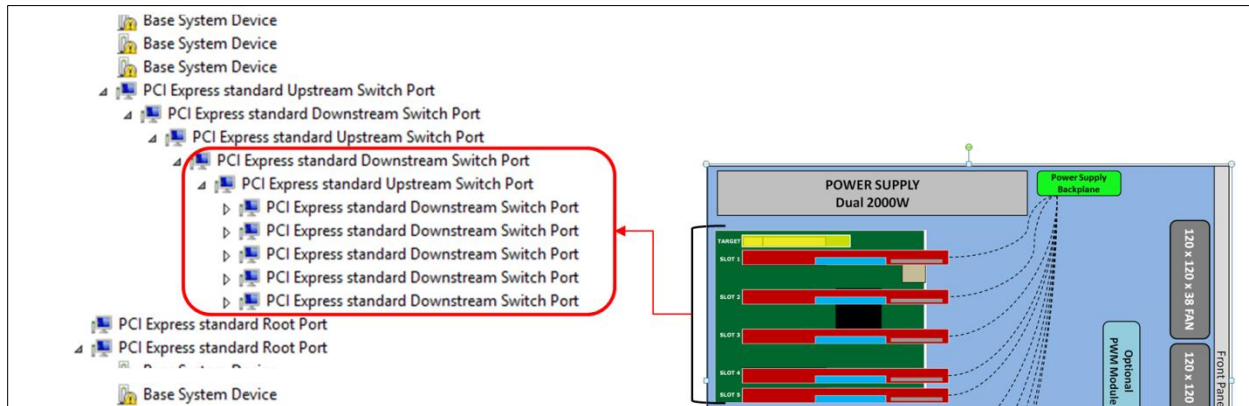 Base System Device
Base System Device
Base System Device
PCI Express standard Upstream Switch Port
PCI Express standard Downstream Switch Port
PCI Express standard Upstream Switch Port
PCI Express standard Downstream Switch Port
PCI Express standard Upstream Switch Port
PCI Express standard Downstream Switch Port
PCI Express standard Downstream Switch Port
PCI Express standard Downstream Switch Port
PCI Express standard Downstream Switch Port
PCI Express standard Downstream Switch Port
PCI Express standard Root Port
PCI Express standard Root Port
Base System Device
POWER SUPPLY
Dual 2000W
Power Supply
Backplane
TARGET
SLOT 1
SLOT 2
SLOT 3
SLOT 4
SLOT 5
120 x 120 x 38 FAN
120 x 120
Optional
PWM Module
Front Pane